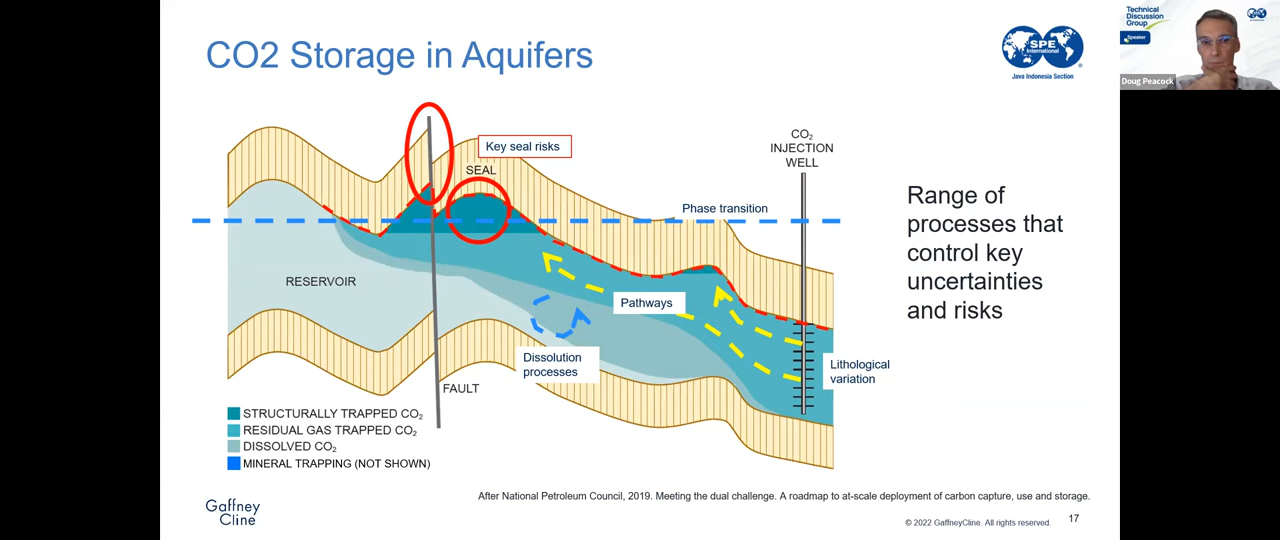 CO2 Storage in Aquifers
SPE
International
®
Java Indonesia Section
Technical
Discussion
Group
Speaker
Doug Peacock
Key seal risks
SEAL
CO₂
INJECTION
WELL
Phase transition
RESERVOIR
Pathways
Dissolution
processes
Lithological
variation
FAULT
Range of
processes that
control key
uncertainties
and risks
STRUCTURALLY TRAPPED CO₂
RESIDUAL GAS TRAPPED CO₂
DISSOLVED CO₂
MINERAL TRAPPING (NOT SHOWN)
Gaffney
Cline
After National Petroleum Council, 2019. Meeting the dual challenge. A roadmap to at-scale deployment of carbon capture, use and storage.
© 2022 GaffneyCline. All rights reserved.
17